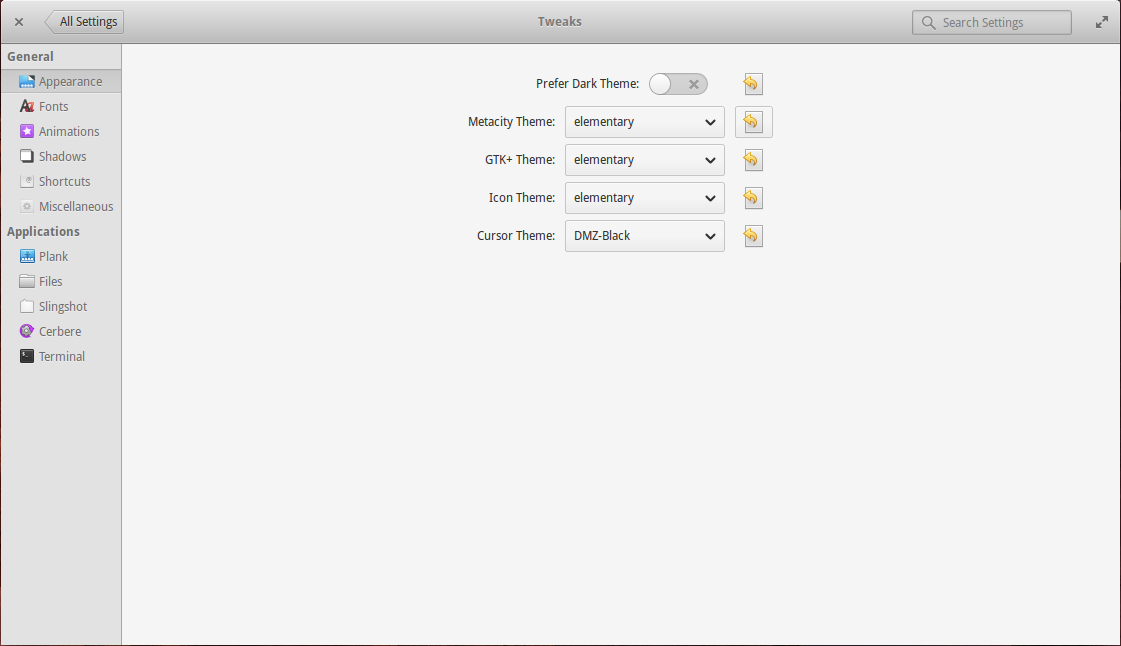 All Settings
Tweaks
Search Settings
General
Appearance
Fonts
Animations
Shadows
Shortcuts
Miscellaneous
Applications
Plank
Files
Slingshot
Cerbere
Terminal
Prefer Dark Theme:
Metacity Theme: elementary
GTK+ Theme: elementary
Icon Theme: elementary
Cursor Theme: DMZ-Black